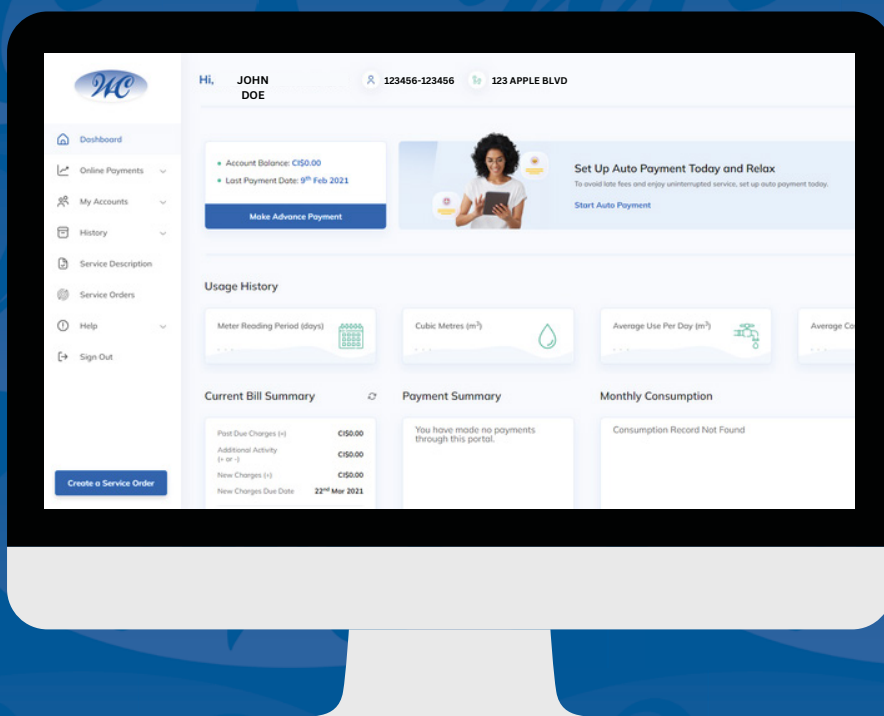 WC
Hi, JOHN
DOE
123456-123456
123 APPLE BLVD
Dashboard
Online Payments
My Accounts
History
Service Description
Service Orders
Help
Sign Out
Create a Service Order
Account Balance: CI$0.00
Last Payment Date: 9th Feb 2021
Make Advance Payment
Set Up Auto Payment Today and Relax
To avoid late fees and enjoy uninterrupted service, set up auto payment today.
Start Auto Payment
Usage History
Meter Reading Period (days)
Cubic Metres (m³)
Average Use Per Day (m³)
Average Co
Current Bill Summary
Past Due Charges (+) CI$0.00
Additional Activity
(+ or -) CI$0.00
New Charges (+) CI$0.00
New Charges Due Date 22nd Mar 2021
Payment Summary
You have made no payments
through this portal.
Monthly Consumption
Consumption Record Not Found